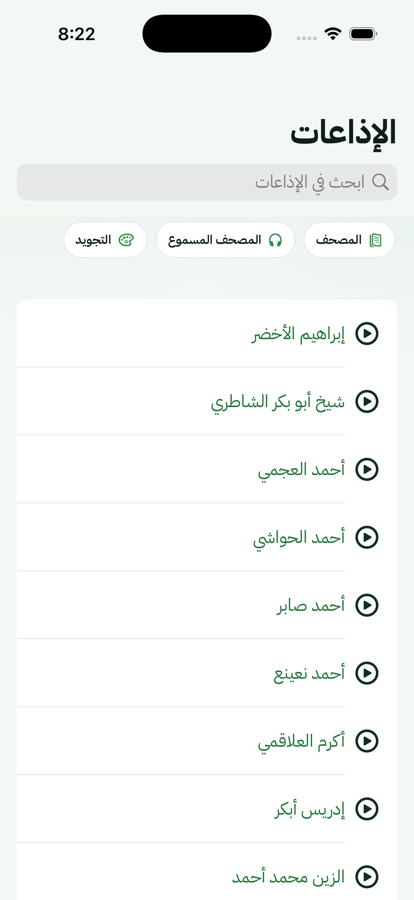 8:22
الإذاعات
ابحث في الإذاعات
المصحف المصحف المسموع التجويد
إبراهيم الأخضر
شيخ أبو بكر الشاطري
أحمد العجمي
أحمد الحواشي
أحمد صابر
أحمد نعينع
أكرم العلاقمي
إدريس أبكر
الزين محمد أحمد